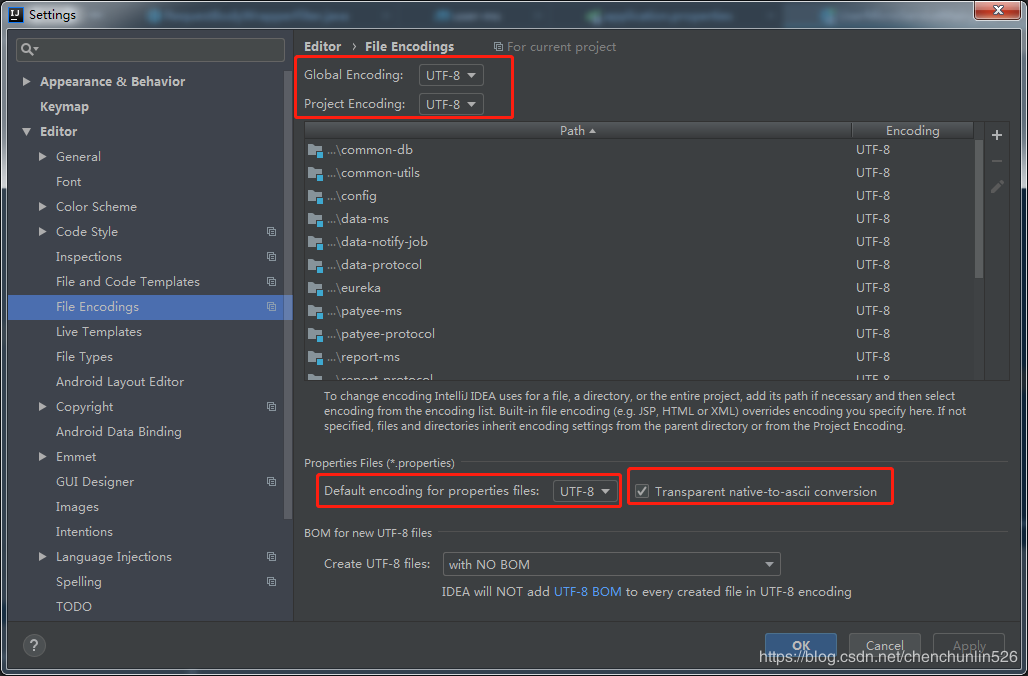 Settings
Editor › File Encodings For current project
Global Encoding: UTF-8
Project Encoding: UTF-8
Path Encoding
...\common-db UTF-8
...\common-utils UTF-8
...\config UTF-8
...\data-ms UTF-8
...\data-notify-job UTF-8
...\data-protocol UTF-8
...\eureka UTF-8
...\patyee-ms UTF-8
...\patyee-protocol UTF-8
...\report-ms UTF-8
...\report-protocol UTF-8
To change encoding IntelliJ IDEA uses for a file, a directory, or the entire project, add its path if necessary and then select
encoding from the encoding list. Built-in file encoding (e.g. JSP, HTML or XML) overrides encoding you specify here. If not
specified, files and directories inherit encoding settings from the parent directory or from the Project Encoding.
Properties Files (*.properties)
Default encoding for properties files: UTF-8 Transparent native-to-ascii conversion
BOM for new UTF-8 files
Create UTF-8 files: with NO BOM
IDEA will NOT add UTF-8 BOM to every created file in UTF-8 encoding
Appearance & Behavior
Keymap
Editor
General
Font
Color Scheme
Code Style
Inspections
File and Code Templates
File Encodings
Live Templates
File Types
Android Layout Editor
Copyright
Android Data Binding
Emmet
GUI Designer
Images
Intentions
Language Injections
Spelling
TODO
?
OK Cancel Apply
https://blog.csdn.net/chenchunlin526